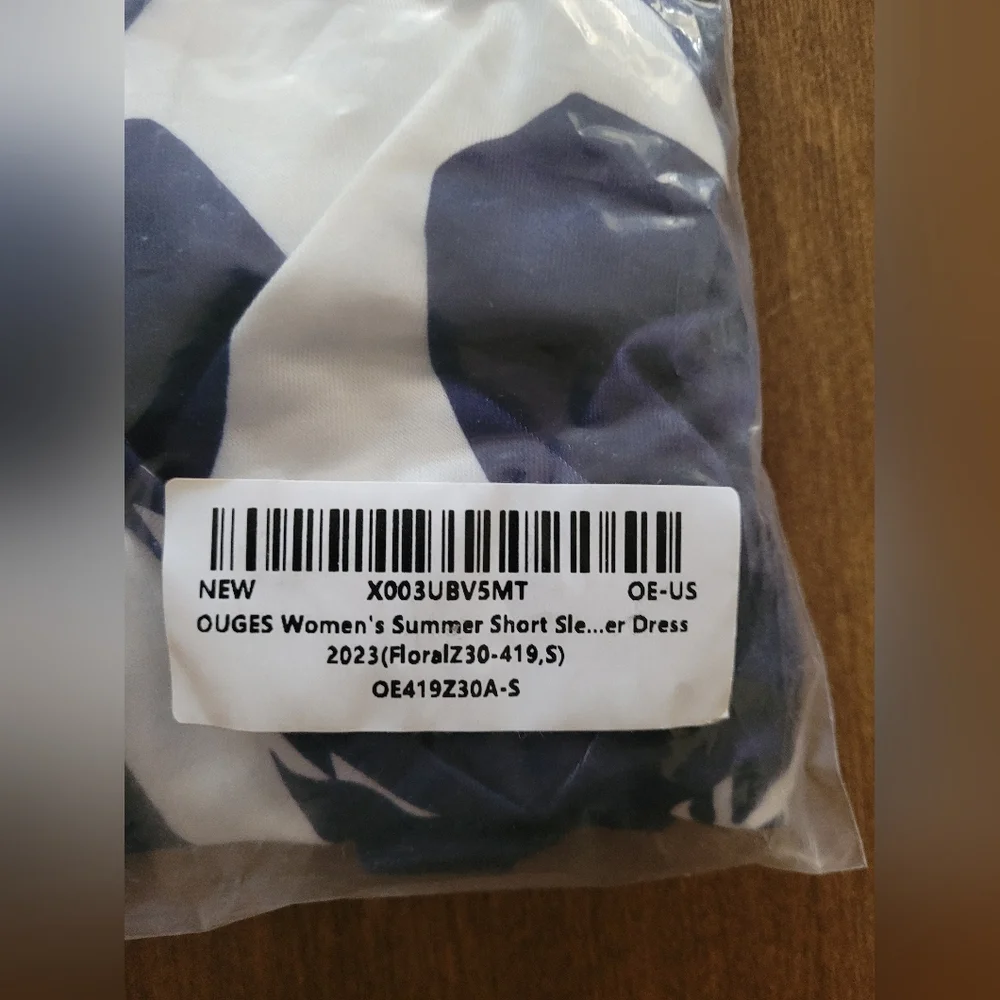 NEW X003UBV5MT OE-US
OUGES Women's Summer Short Sle...er Dress
2023(FloralZ30-419,S)
OE419Z30A-S